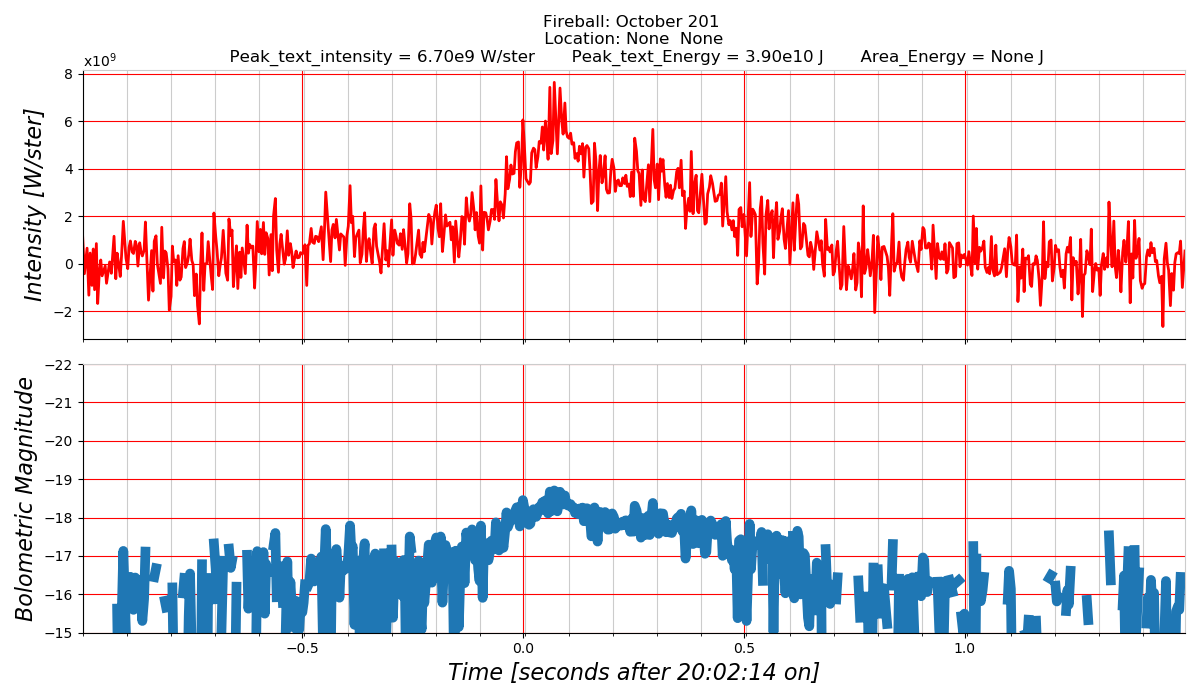 Fireball: October 201
Location: None  None
Peak_text_intensity = 6.70e9 W/ster       Peak_text_Energy = 3.90e10 J       Area_Energy = None J
x10⁹
8
6
4
2
0
−2
Intensity [W/ster]
−22
−21
−20
−19
−18
−17
−16
−15
Bolometric Magnitude
−0.5 0.0 0.5 1.0
Time [seconds after 20:02:14 on]